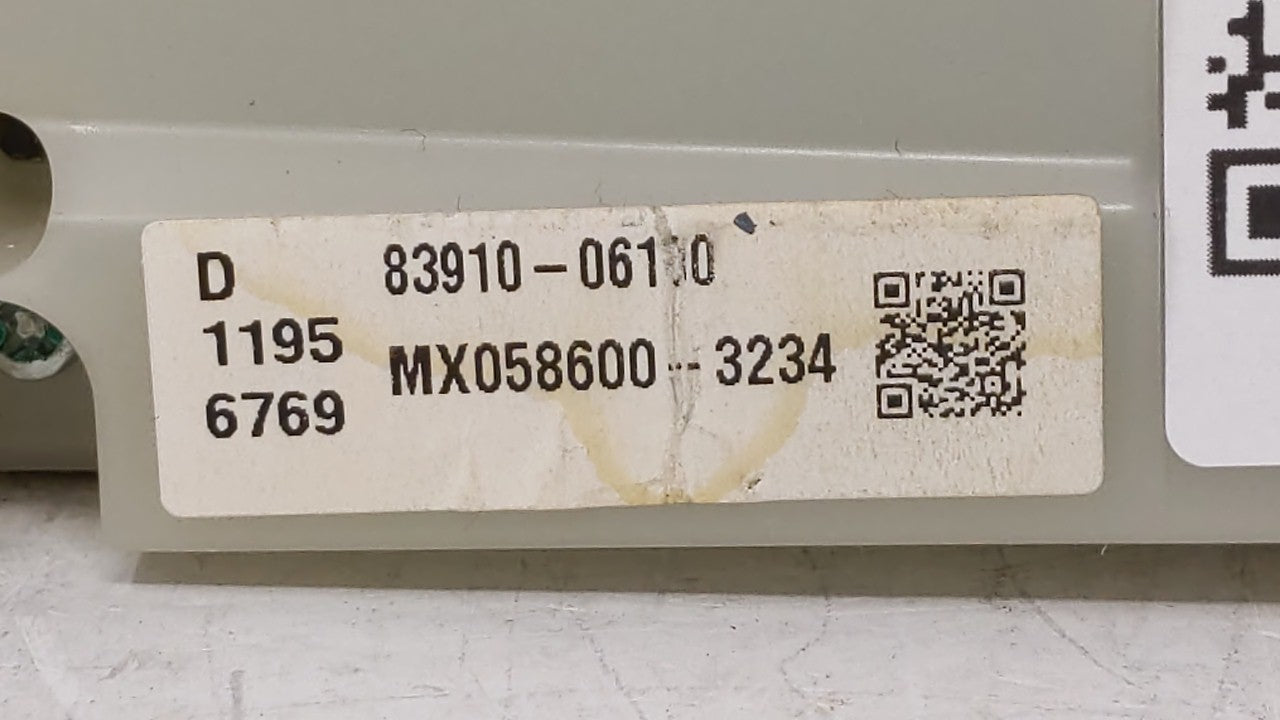 D 83910 –
1195
6769
MX058600 - 3234